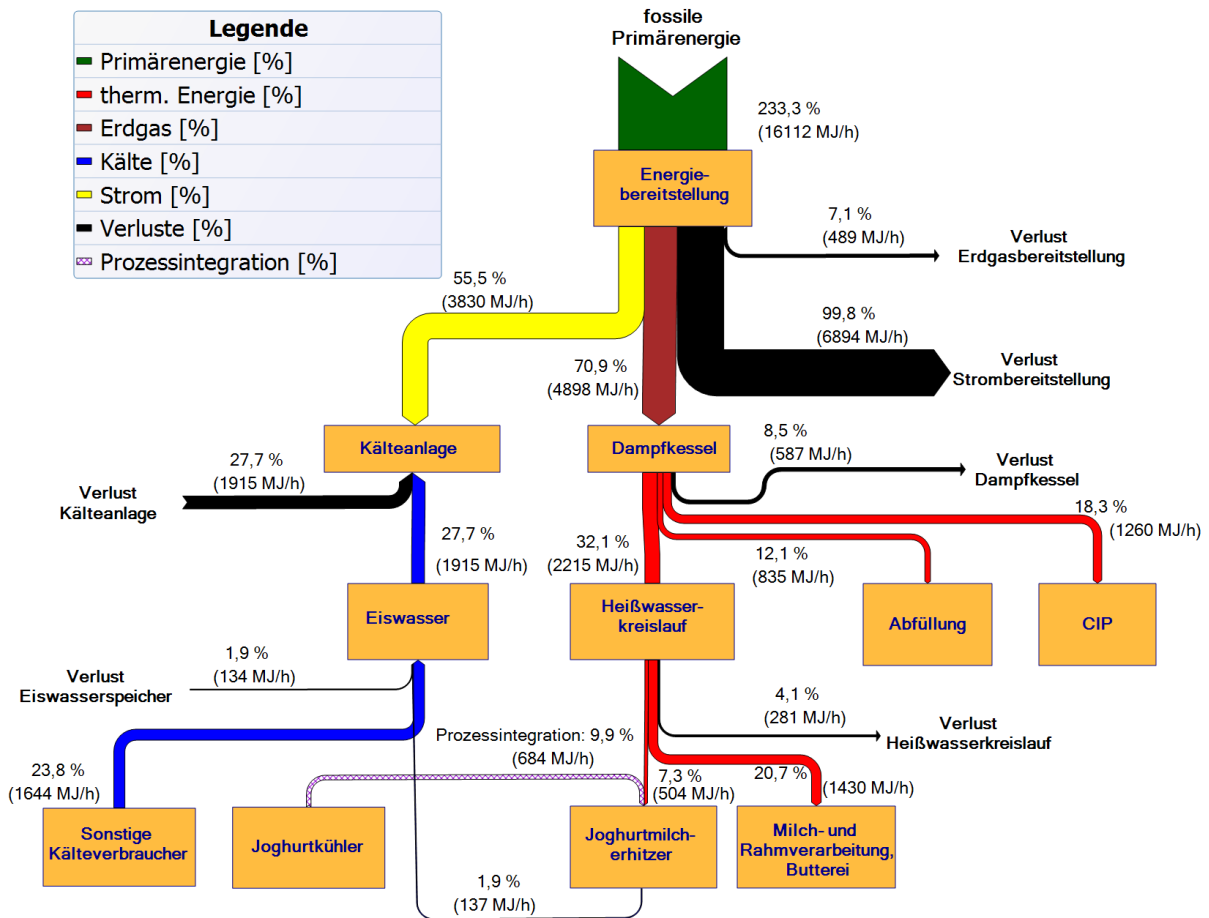 Legende
Primärenergie [%]
therm. Energie [%]
Erdgas [%]
Kälte [%]
Strom [%]
Verluste [%]
Prozessintegration [%]
fossile
Primärenergie
233,3 %
(16112 MJ/h)
Energie-
bereitstellung
7,1 %
(489 MJ/h)
Verlust
Erdgasbereitstellung
55,5 %
(3830 MJ/h)
99,8 %
(6894 MJ/h)
Verlust
Strombereitstellung
70,9 %
(4898 MJ/h)
Kälteanlage
Dampfkessel
8,5 %
(587 MJ/h)
Verlust
Dampfkessel
27,7 %
(1915 MJ/h)
Verlust
Kälteanlage
18,3 %
(1260 MJ/h)
27,7 %
(1915 MJ/h)
32,1 %
(2215 MJ/h)
12,1 %
(835 MJ/h)
Eiswasser
Heißwasser-
kreislauf
Abfüllung
CIP
1,9 %
(134 MJ/h)
Verlust
Eiswasserspeicher
4,1 %
(281 MJ/h)
Verlust
Heißwasserkreislauf
Prozessintegration: 9,9 %
(684 MJ/h)
23,8 %
(1644 MJ/h)
7,3 %
(504 MJ/h)
20,7 %
(1430 MJ/h)
Sonstige
Kälteverbraucher
Joghurtkühler
Joghurtmilch-
erhitzer
Milch- und
Rahmverarbeitung,
Butterei
1,9 %
(137 MJ/h)